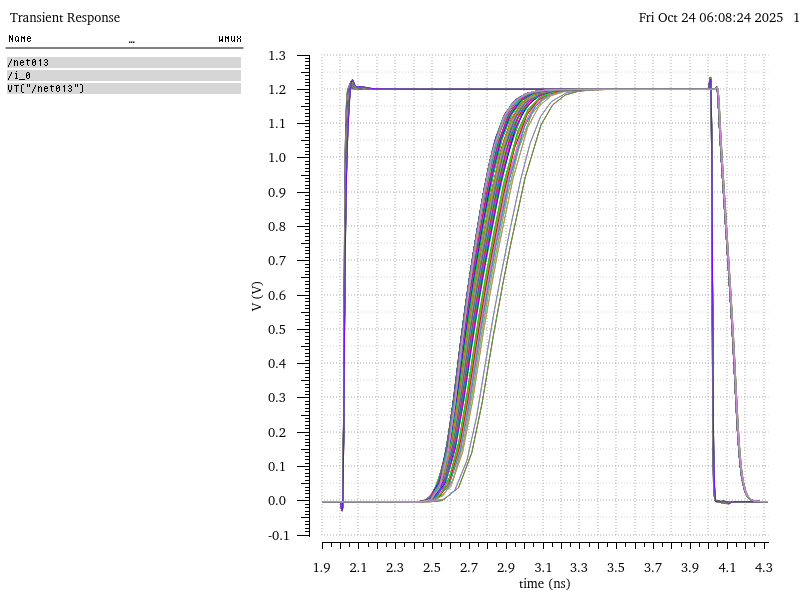 Transient Response
Fri Oct 24 06:08:24 2025 1
Name ... WMUX
/net013
/i_0
VT("/net013")
1.3
1.2
1.1
1.0
0.9
0.8
0.7
0.6
0.5
0.4
0.3
0.2
0.1
0.0
-0.1
V (V)
1.9 2.1 2.3 2.5 2.7 2.9 3.1 3.3 3.5 3.7 3.9 4.1 4.3
time (ns)